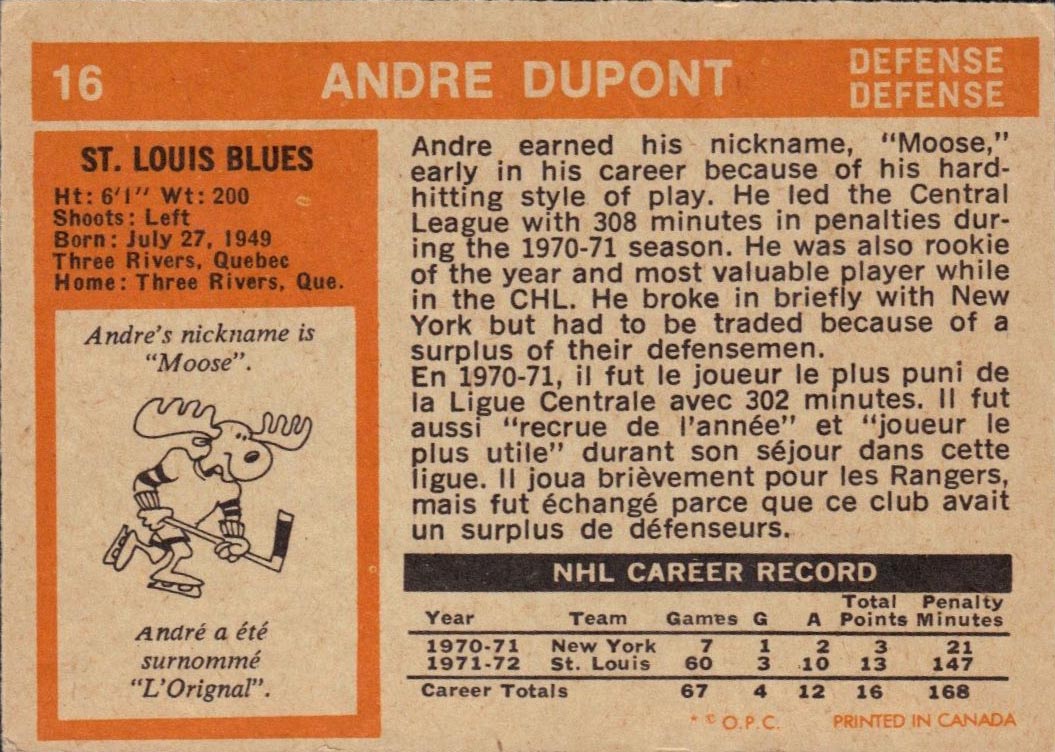 16
ANDRE DUPONT
DEFENSE
DEFENSE
ST. LOUIS BLUES
Ht: 6'1" Wt: 200
Shoots: Left
Born: July 27, 1949
Three Rivers, Quebec
Home: Three Rivers, Que.
Andre's nickname is
"Moose".
André a été
surnommé
"L'Orignal".
Andre earned his nickname, "Moose,"
early in his career because of his hard-
hitting style of play. He led the Central
League with 308 minutes in penalties dur-
ing the 1970-71 season. He was also rookie
of the year and most valuable player while
in the CHL. He broke in briefly with New
York but had to be traded because of a
surplus of their defensemen.
En 1970-71, il fut le joueur le plus puni de
la Ligue Centrale avec 302 minutes. Il fut
aussi "recrue de l'année" et "joueur le
plus utile" durant son séjour dans cette
ligue. Il joua brièvement pour les Rangers,
mais fut échangé parce que ce club avait
un surplus de défenseurs.
NHL CAREER RECORD
Year Team Games G A Total Points Penalty Minutes
1970-71 New York 7 1 2 3 21
1971-72 St. Louis 60 3 10 13 147
Career Totals 67 4 12 16 168
* © O.P.C. PRINTED IN CANADA